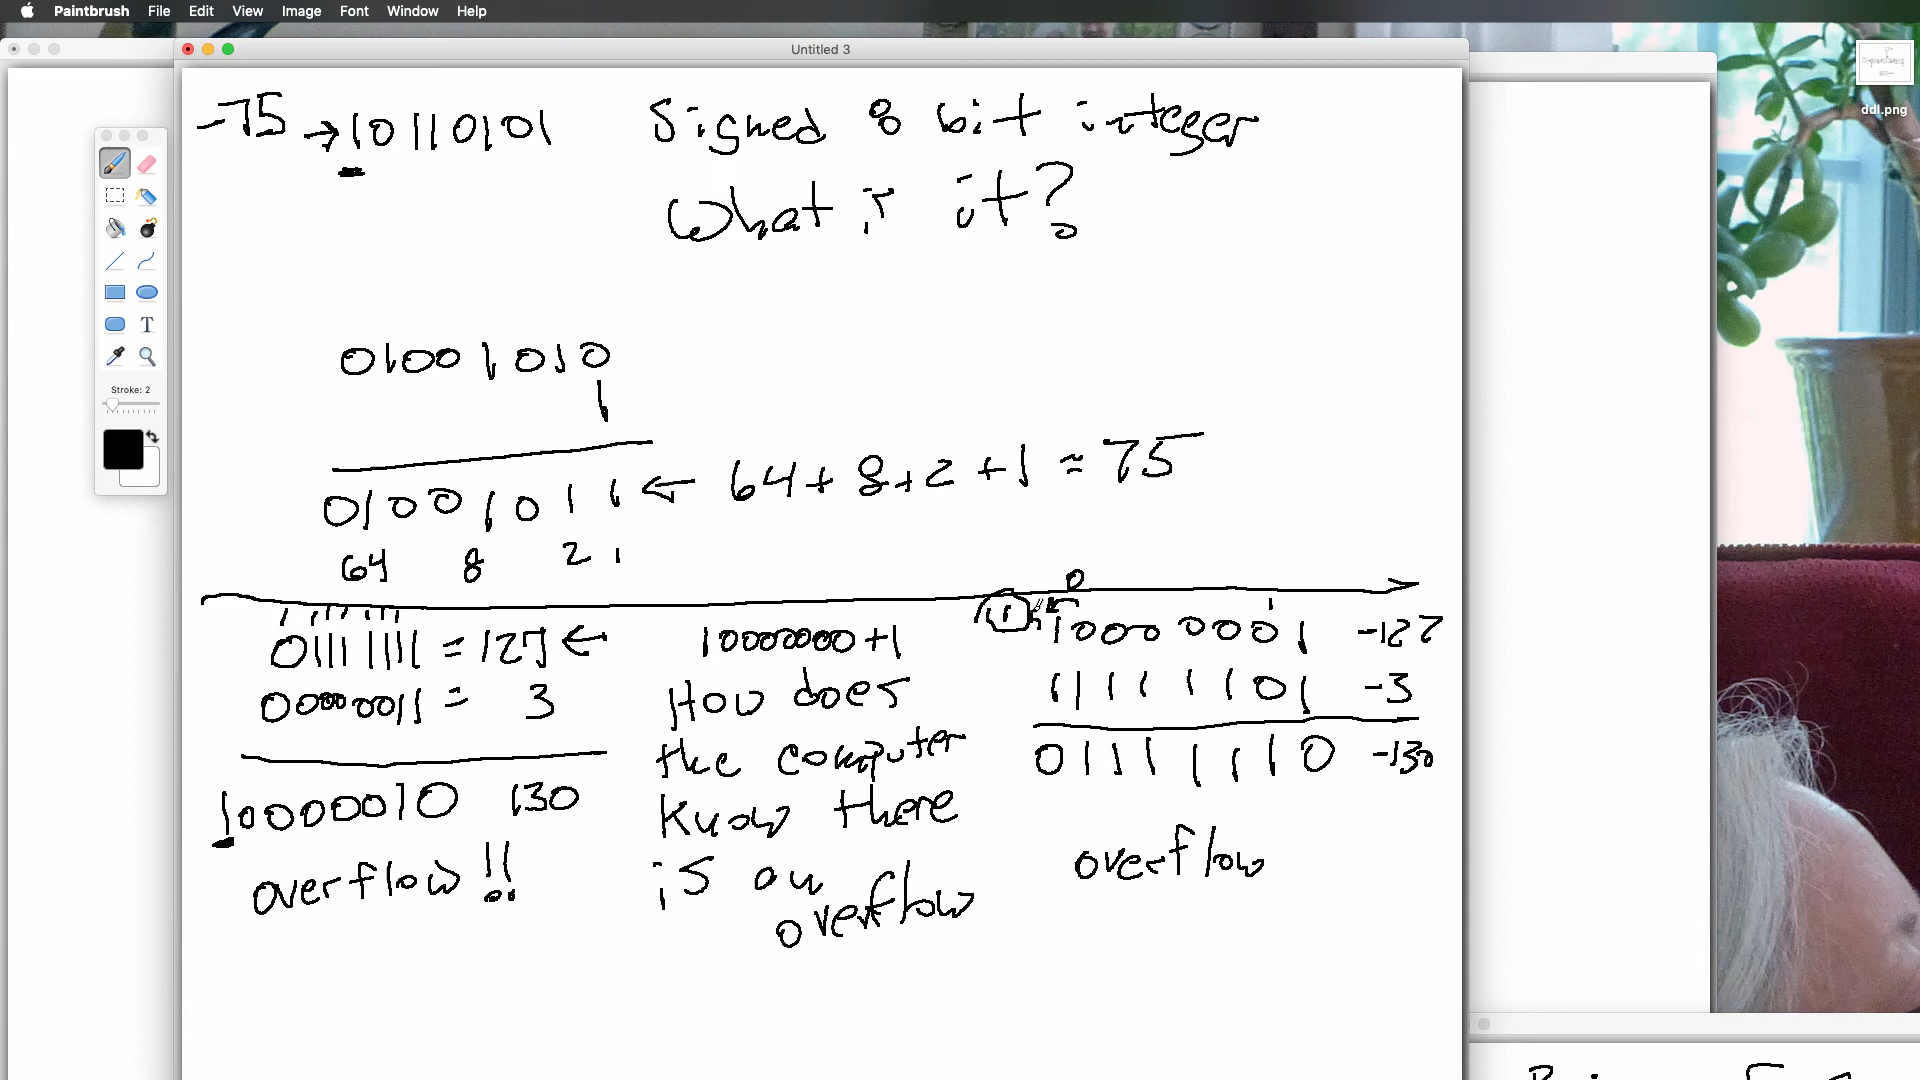 Paintbrush File Edit View Image Font Window Help
Untitled 3
ddl.png
-75 → 10110101 Signed 8 bit integer
What is it?
Stroke: 2
01001010
1
01001011 ← 64 + 8 + 2 + 1 = 75
64 8 2 1
0
01111111 = 127 ←
00000011 = 3
10000010 130
overflow !!
10000000 + 1
How does
the computer
know there
is an
overflow
1
10000001 -127
11111101 -3
01111110 -130
overflow